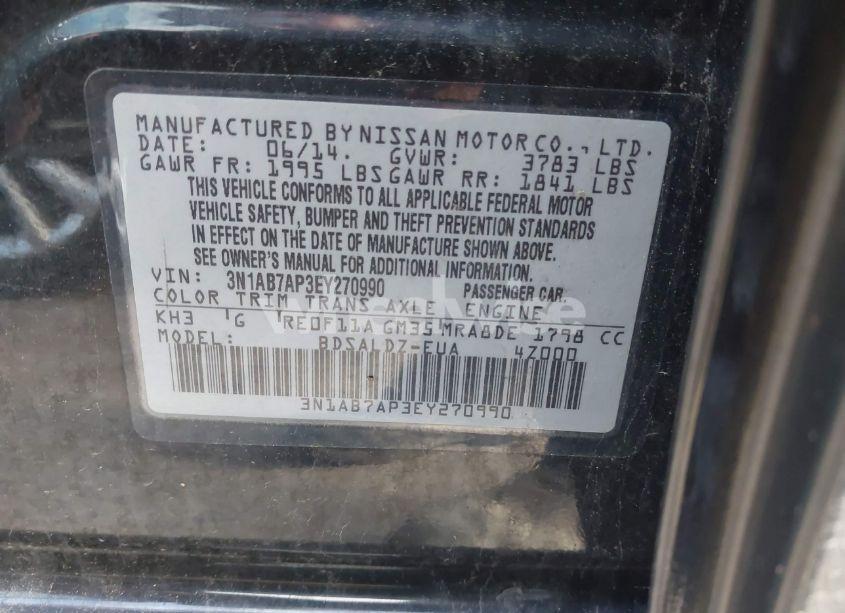 MANUFACTURED BY NISSAN MOTOR CO., LTD.
DATE: 06/14. GVWR: 3783 LBS
GAWR FR: 1995 LBS GAWR RR: 1841 LBS
THIS VEHICLE CONFORMS TO ALL APPLICABLE FEDERAL MOTOR
VEHICLE SAFETY, BUMPER AND THEFT PREVENTION STANDARDS
IN EFFECT ON THE DATE OF MANUFACTURE SHOWN ABOVE.
SEE OWNER'S MANUAL FOR ADDITIONAL INFORMATION.
VIN: 3N1AB7AP3EY270990 PASSENGER CAR.
COLOR TRIM TRANS AXLE ENGINE
KH3 G RE0F11A GM35 MRA8DE 1798 CC
MODEL: BDSALDZ-EUA 4Z000
3N1AB7AP3EY270990